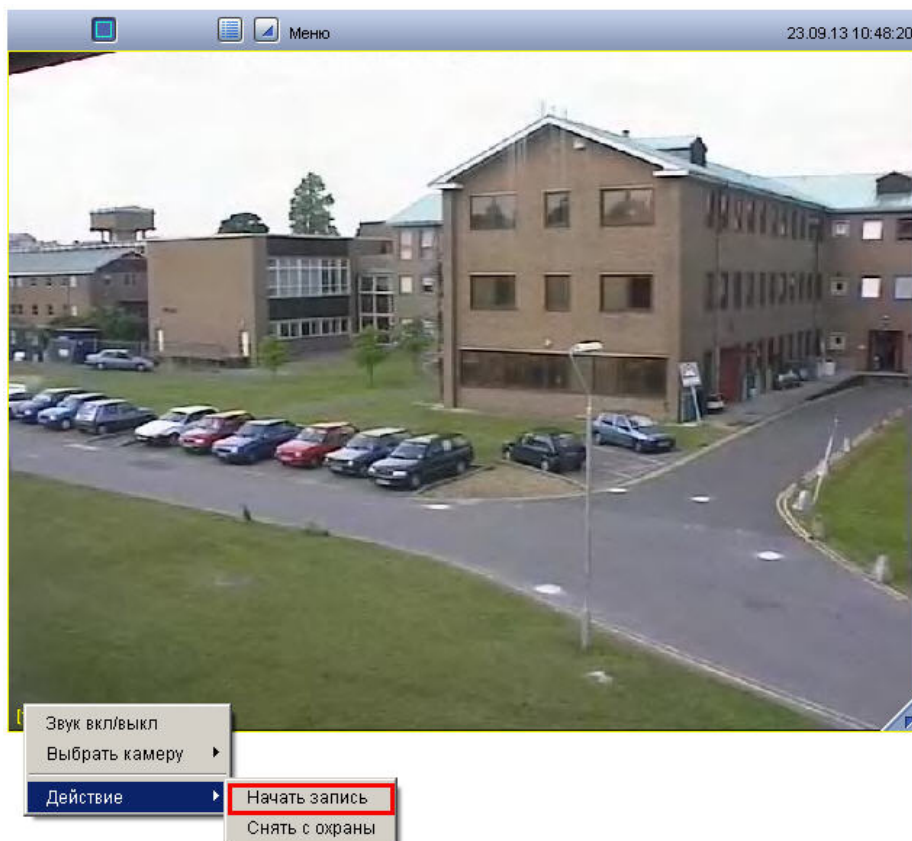 Меню
23.09.13 10:48:20
Звук вкл/выкл
Выбрать камеру
Действие
Начать запись
Снять с охраны